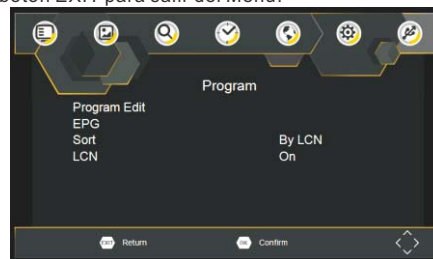 botón EXIT para salir del Menú.
Program
Program Edit
EPG
Sort By LCN
LCN On
EXIT Return OK Confirm